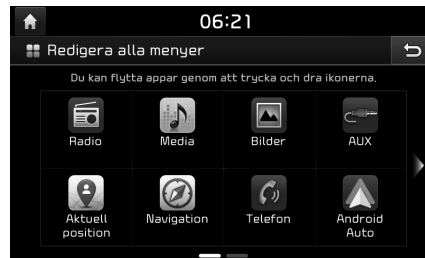 06:21
Redigera alla menyer
Du kan flytta appar genom att trycka och dra ikonerna.
Radio
Media
Bilder
AUX
Aktuell
position
Navigation
Telefon
Android
Auto